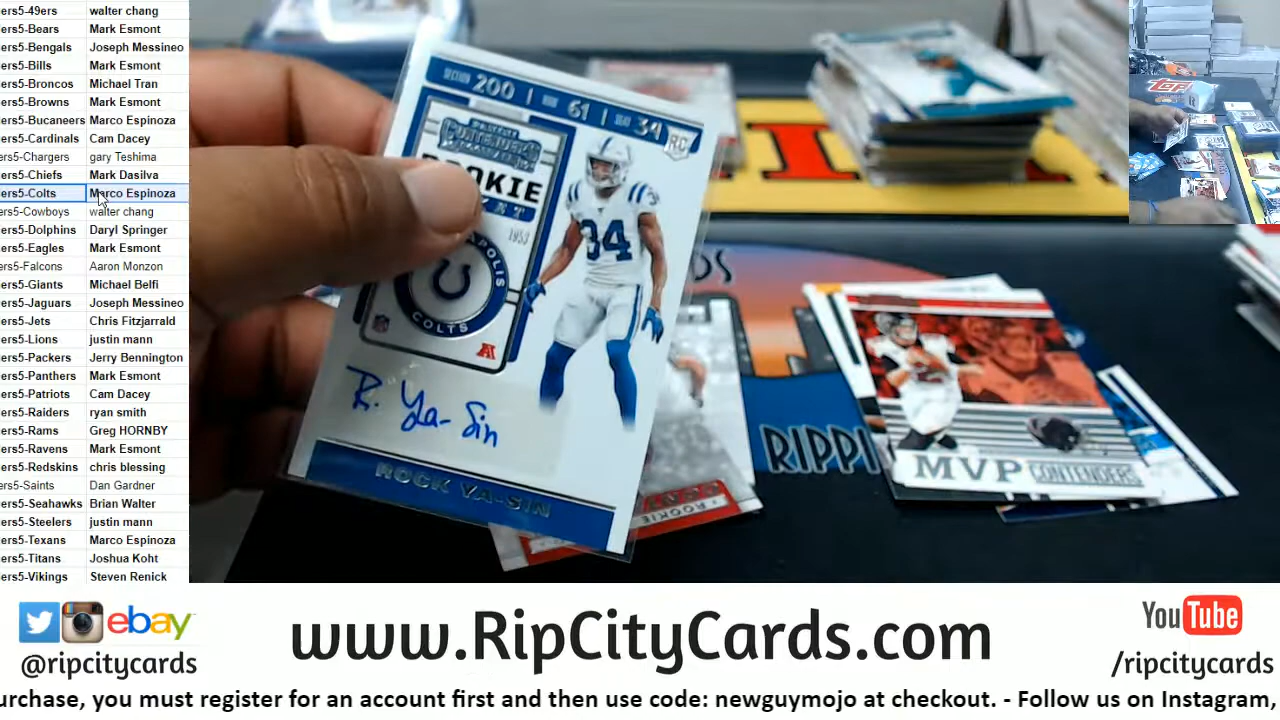 ers5-49ers walter chang
ers5-Bears Mark Esmont
ers5-Bengals Joseph Messineo
ers5-Bills Mark Esmont
ers5-Broncos Michael Tran
ers5-Browns Mark Esmont
ers5-Bucaneers Marco Espinoza
ers5-Cardinals Cam Dacey
ers5-Chargers gary Teshima
ers5-Chiefs Mark Dasilva
ers5-Colts Marco Espinoza
ers5-Cowboys walter chang
ers5-Dolphins Daryl Springer
ers5-Eagles Mark Esmont
ers5-Falcons Aaron Monzon
ers5-Giants Michael Belfi
ers5-Jaguars Joseph Messineo
ers5-Jets Chris Fitzjarrald
ers5-Lions justin mann
ers5-Packers Jerry Bennington
ers5-Panthers Mark Esmont
ers5-Patriots Cam Dacey
ers5-Raiders ryan smith
ers5-Rams Greg HORNBY
ers5-Ravens Mark Esmont
ers5-Redskins chris blessing
ers5-Saints Dan Gardner
ers5-Seahawks Brian Walter
ers5-Steelers justin mann
ers5-Texans Marco Espinoza
ers5-Titans Joshua Koht
ers5-Vikings Steven Renick
SECTION 200 | ROW 61 | SEAT 34
RC
CONTENDERS
ROOKIE
1953
COLTS
NFL
A
34
R. Ya-Sin
ROCK YA-SIN
ROOKIE
RIPPI
MVP CONTENDERS
Topps
ebay
@ripcitycards
www.RipCityCards.com
YouTube
/ripcitycards
urchase, you must register for an account first and then use code: newguymojo at checkout. - Follow us on Instagram,